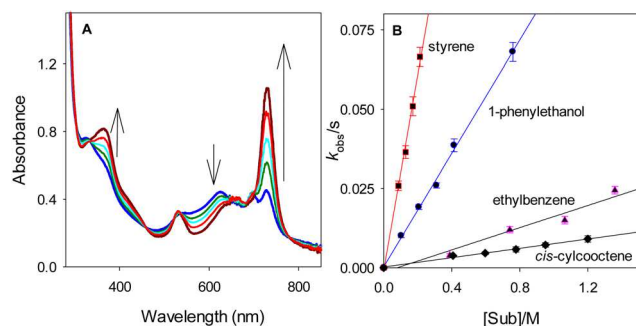 A
1.2
0.8
0.4
0.0
Absorbance
400
600
800
Wavelength (nm)
B
styrene
1-phenylethanol
ethylbenzene
cis-cylcooctene
0.075
0.050
0.025
0.000
kobs/s
0.0
0.4
0.8
1.2
[Sub]/M